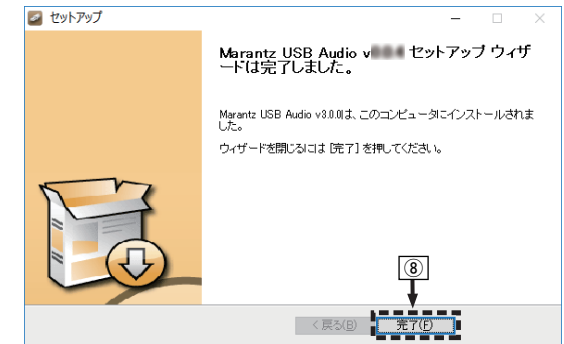 セットアップ
Marantz USB Audio v セットアップ ウィザ
ードは完了しました。
Marantz USB Audio v3.0.0は、このコンピュータにインストールされま
した。
ウィザードを閉じるには [完了] を押してください。
⑧
< 戻る(B)
完了(F)